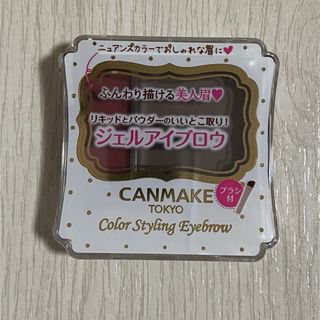 ニュアンスカラーでおしゃれな眉に♥
ふんわり描ける美人眉♥
リキッドとパウダーのいいとこ取り!
ジェルアイブロウ
CANMAKE
TOKYO
ブラシ
付
Color Styling Eyebrow